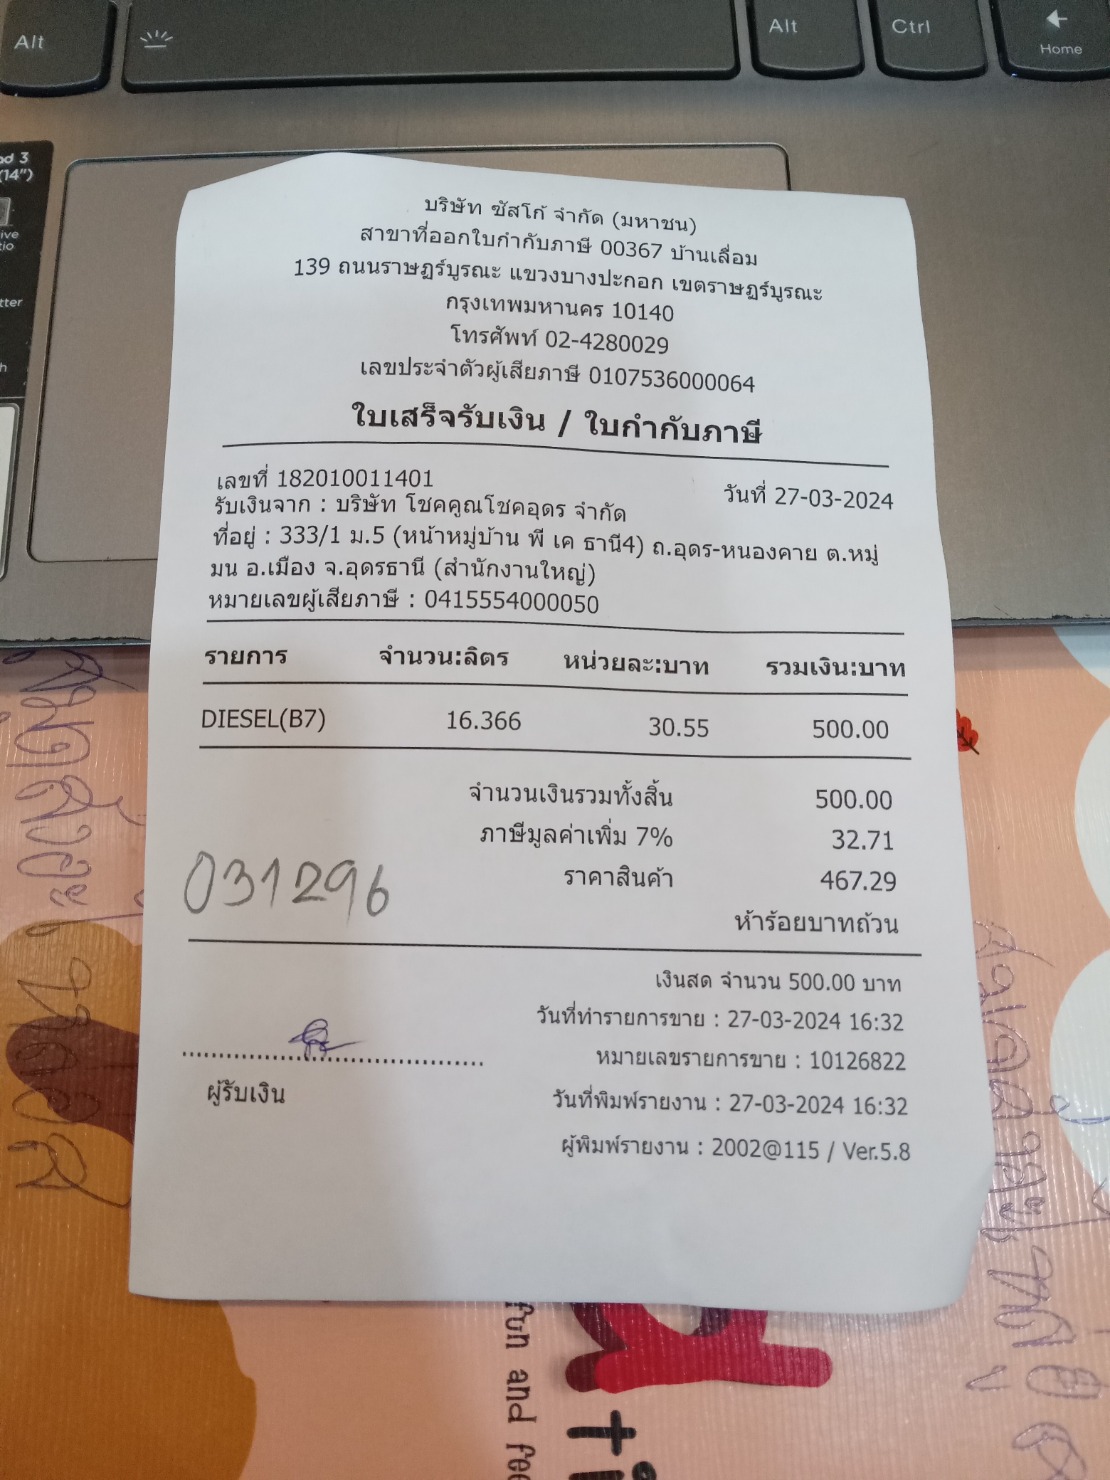 Alt
Alt
Ctrl
Home
บริษัท ซัสโก้ จำกัด (มหาชน)
สาขาที่ออกใบกำกับภาษี 00367 บ้านเลื่อม
139 ถนนราษฎร์บูรณะ แขวงบางปะกอก เขตราษฎร์บูรณะ
กรุงเทพมหานคร 10140
โทรศัพท์ 02-4280029
เลขประจำตัวผู้เสียภาษี 0107536000064
ใบเสร็จรับเงิน / ใบกำกับภาษี
เลขที่ 182010011401 วันที่ 27-03-2024
รับเงินจาก : บริษัท โชคคูณโชคอุดร จำกัด
ที่อยู่ : 333/1 ม.5 (หน้าหมู่บ้าน พี เค ธานี4) ถ.อุดร-หนองคาย ต.หมู
มน อ.เมือง จ.อุดรธานี (สำนักงานใหญ่)
หมายเลขผู้เสียภาษี : 0415554000050
รายการ จำนวน:ลิตร หน่วยละ:บาท รวมเงิน:บาท
DIESEL(B7) 16.366 30.55 500.00
จำนวนเงินรวมทั้งสิ้น 500.00
ภาษีมูลค่าเพิ่ม 7% 32.71
ราคาสินค้า 467.29
031296
ห้าร้อยบาทถ้วน
เงินสด จำนวน 500.00 บาท
วันที่ทำรายการขาย : 27-03-2024 16:32
หมายเลขรายการขาย : 10126822
ผู้รับเงิน
วันที่พิมพ์รายงาน : 27-03-2024 16:32
ผู้พิมพ์รายงาน : 2002@115 / Ver.5.8
fun and fee